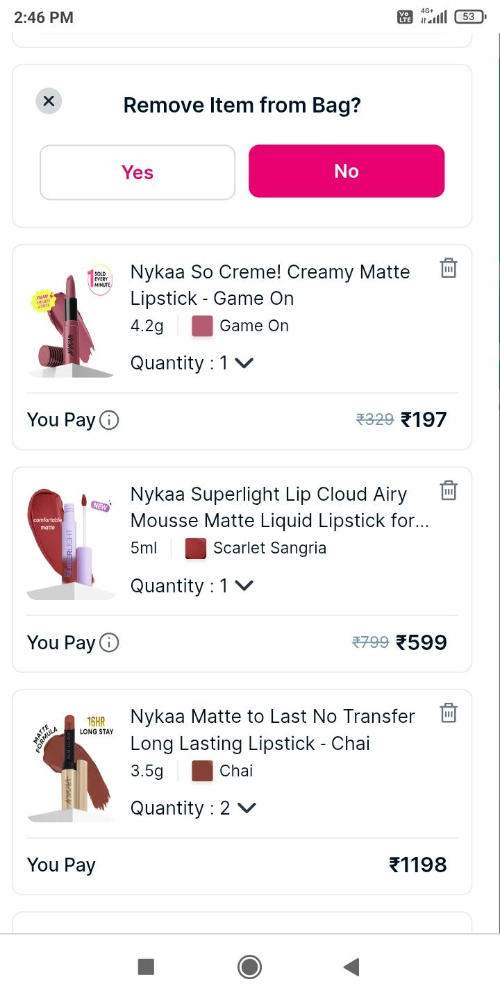 2:46 PM
Vo LTE
4G+
53
Remove Item from Bag?
Yes
No
1 SOLD EVERY MINUTE
new SHADES ADDED
NYKAA
Nykaa So Creme! Creamy Matte
Lipstick - Game On
4.2g
Game On
Quantity : 1
You Pay
₹329 ₹197
NEW
comfortable
matte
SUPERLIGHT
Nykaa Superlight Lip Cloud Airy
Mousse Matte Liquid Lipstick for...
5ml
Scarlet Sangria
Quantity : 1
You Pay
₹799 ₹599
MATTE
FORMULA
16HR
LONG STAY
NYKAA
Nykaa Matte to Last No Transfer
Long Lasting Lipstick - Chai
3.5g
Chai
Quantity : 2
You Pay
₹1198